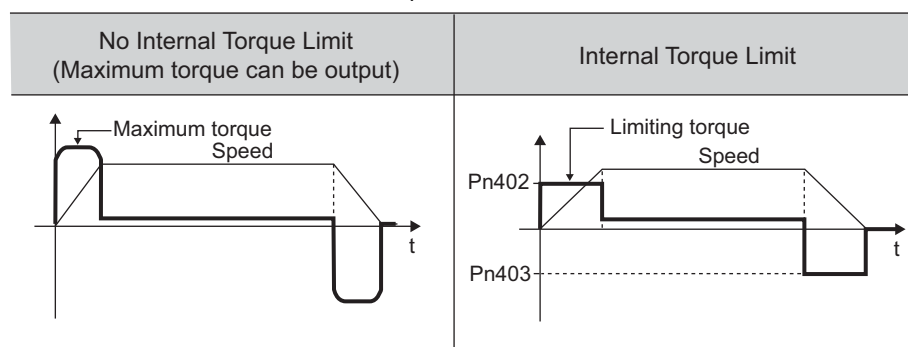 No Internal Torque Limit
(Maximum torque can be output)
Internal Torque Limit
Maximum torque
Speed
t
Limiting torque
Speed
Pn402
t
Pn403